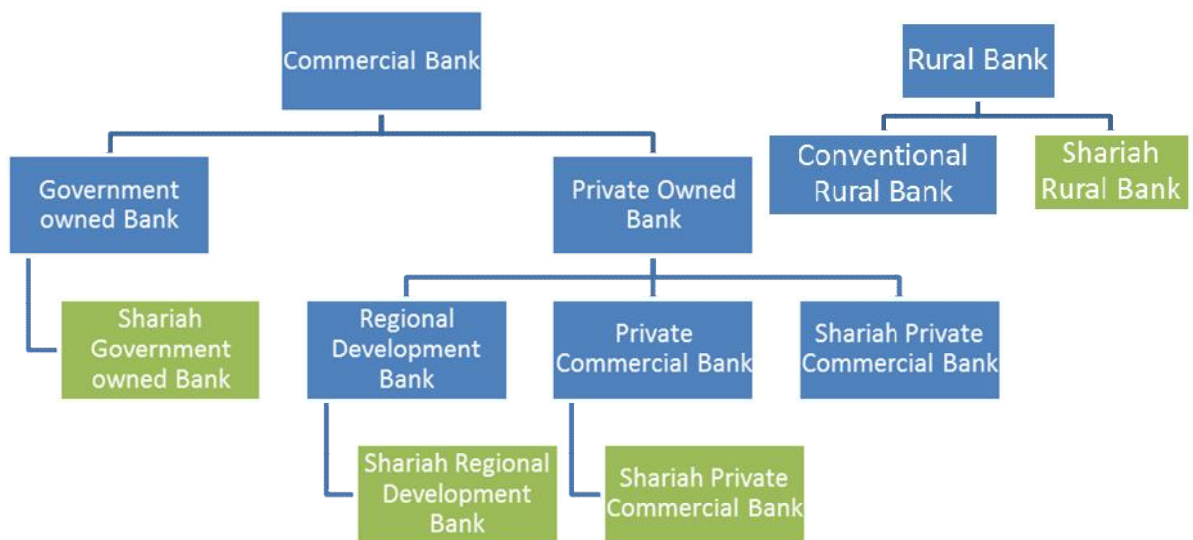 Commercial Bank
Rural Bank
Government
owned Bank
Private Owned
Bank
Conventional
Rural Bank
Shariah
Rural Bank
Shariah
Government
owned Bank
Regional
Development
Bank
Private
Commercial Bank
Shariah Private
Commercial Bank
Shariah Regional
Development
Bank
Shariah Private
Commercial Bank